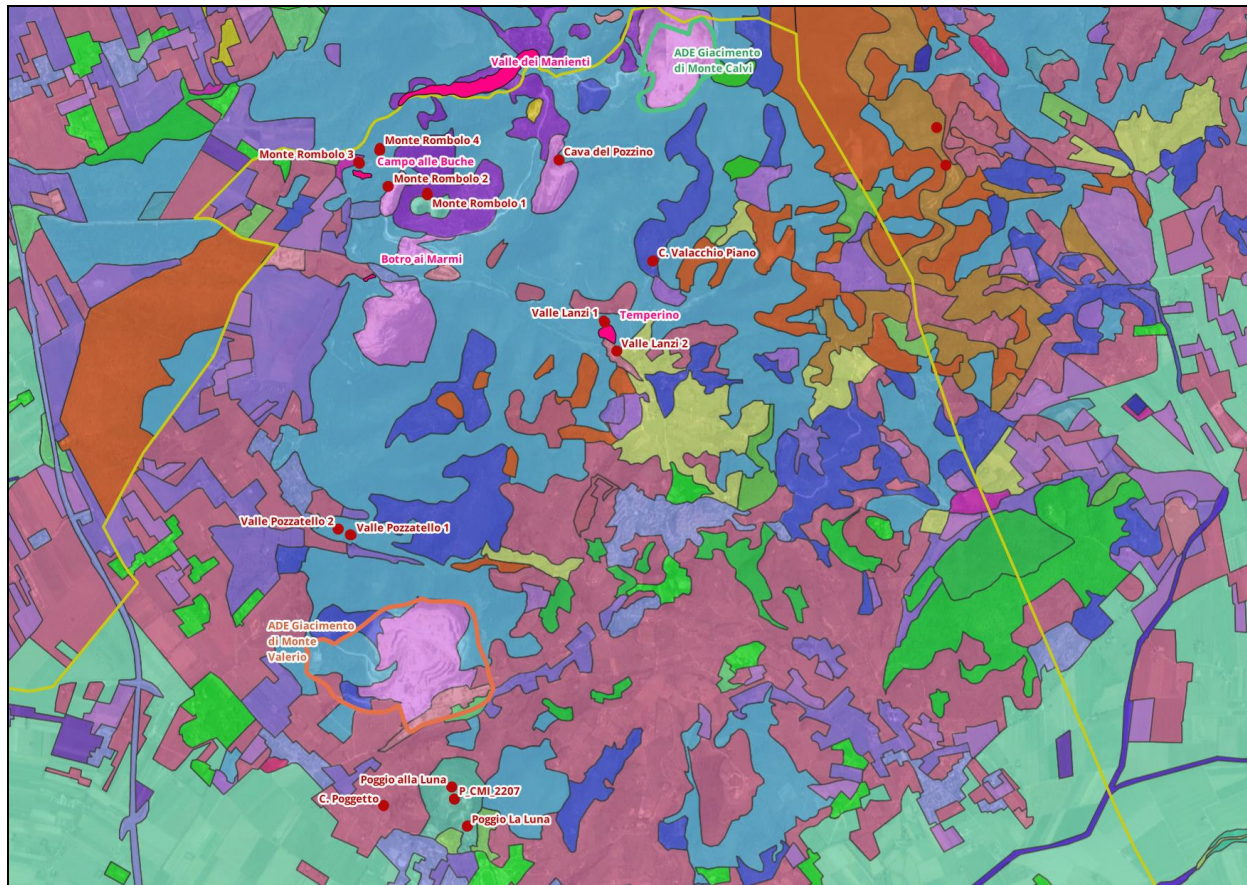 Valle dei Manienti
ADE Giacimento
di Monte Calvi
Monte Rombolo 4
Monte Rombolo 3
Campo alle Buche
Cava del Pozzino
Monte Rombolo 2
Monte Rombolo 1
Botro ai Marmi
C. Valacchio Piano
Valle Lanzi 1
Temperino
Valle Lanzi 2
Valle Pozzatello 2
Valle Pozzatello 1
ADE Giacimento
di Monte
Valerio
Poggio alla Luna
P_CMI_2207
C. Poggetto
Poggio La Luna